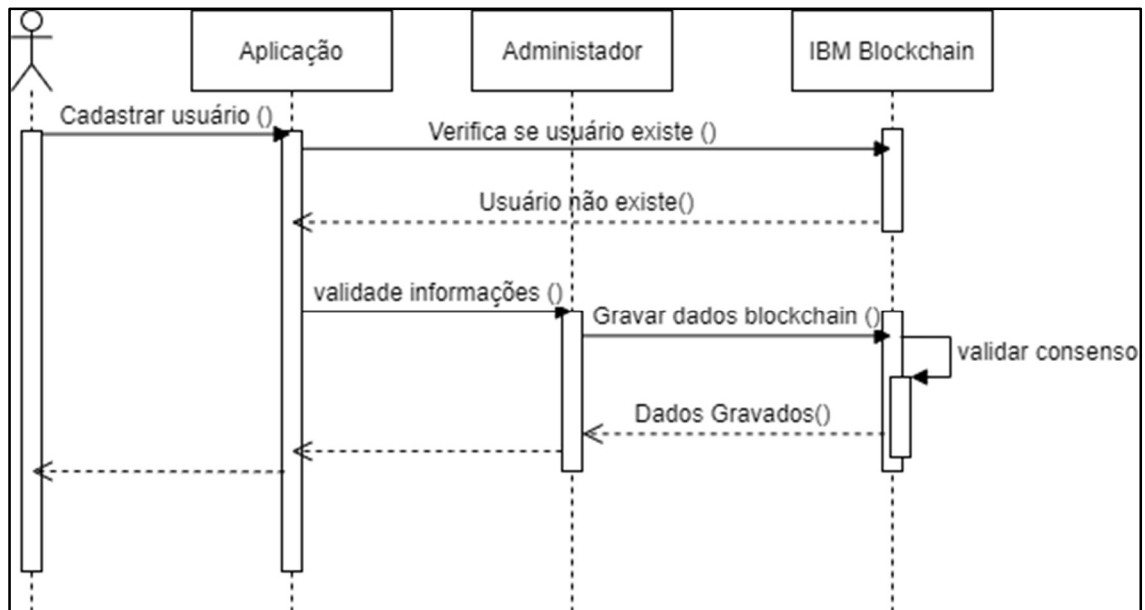 Aplicação
Administador
IBM Blockchain
Cadastrar usuário ()
Verifica se usuário existe ()
Usuário não existe()
validade informações ()
Gravar dados blockchain ()
validar consenso
Dados Gravados()